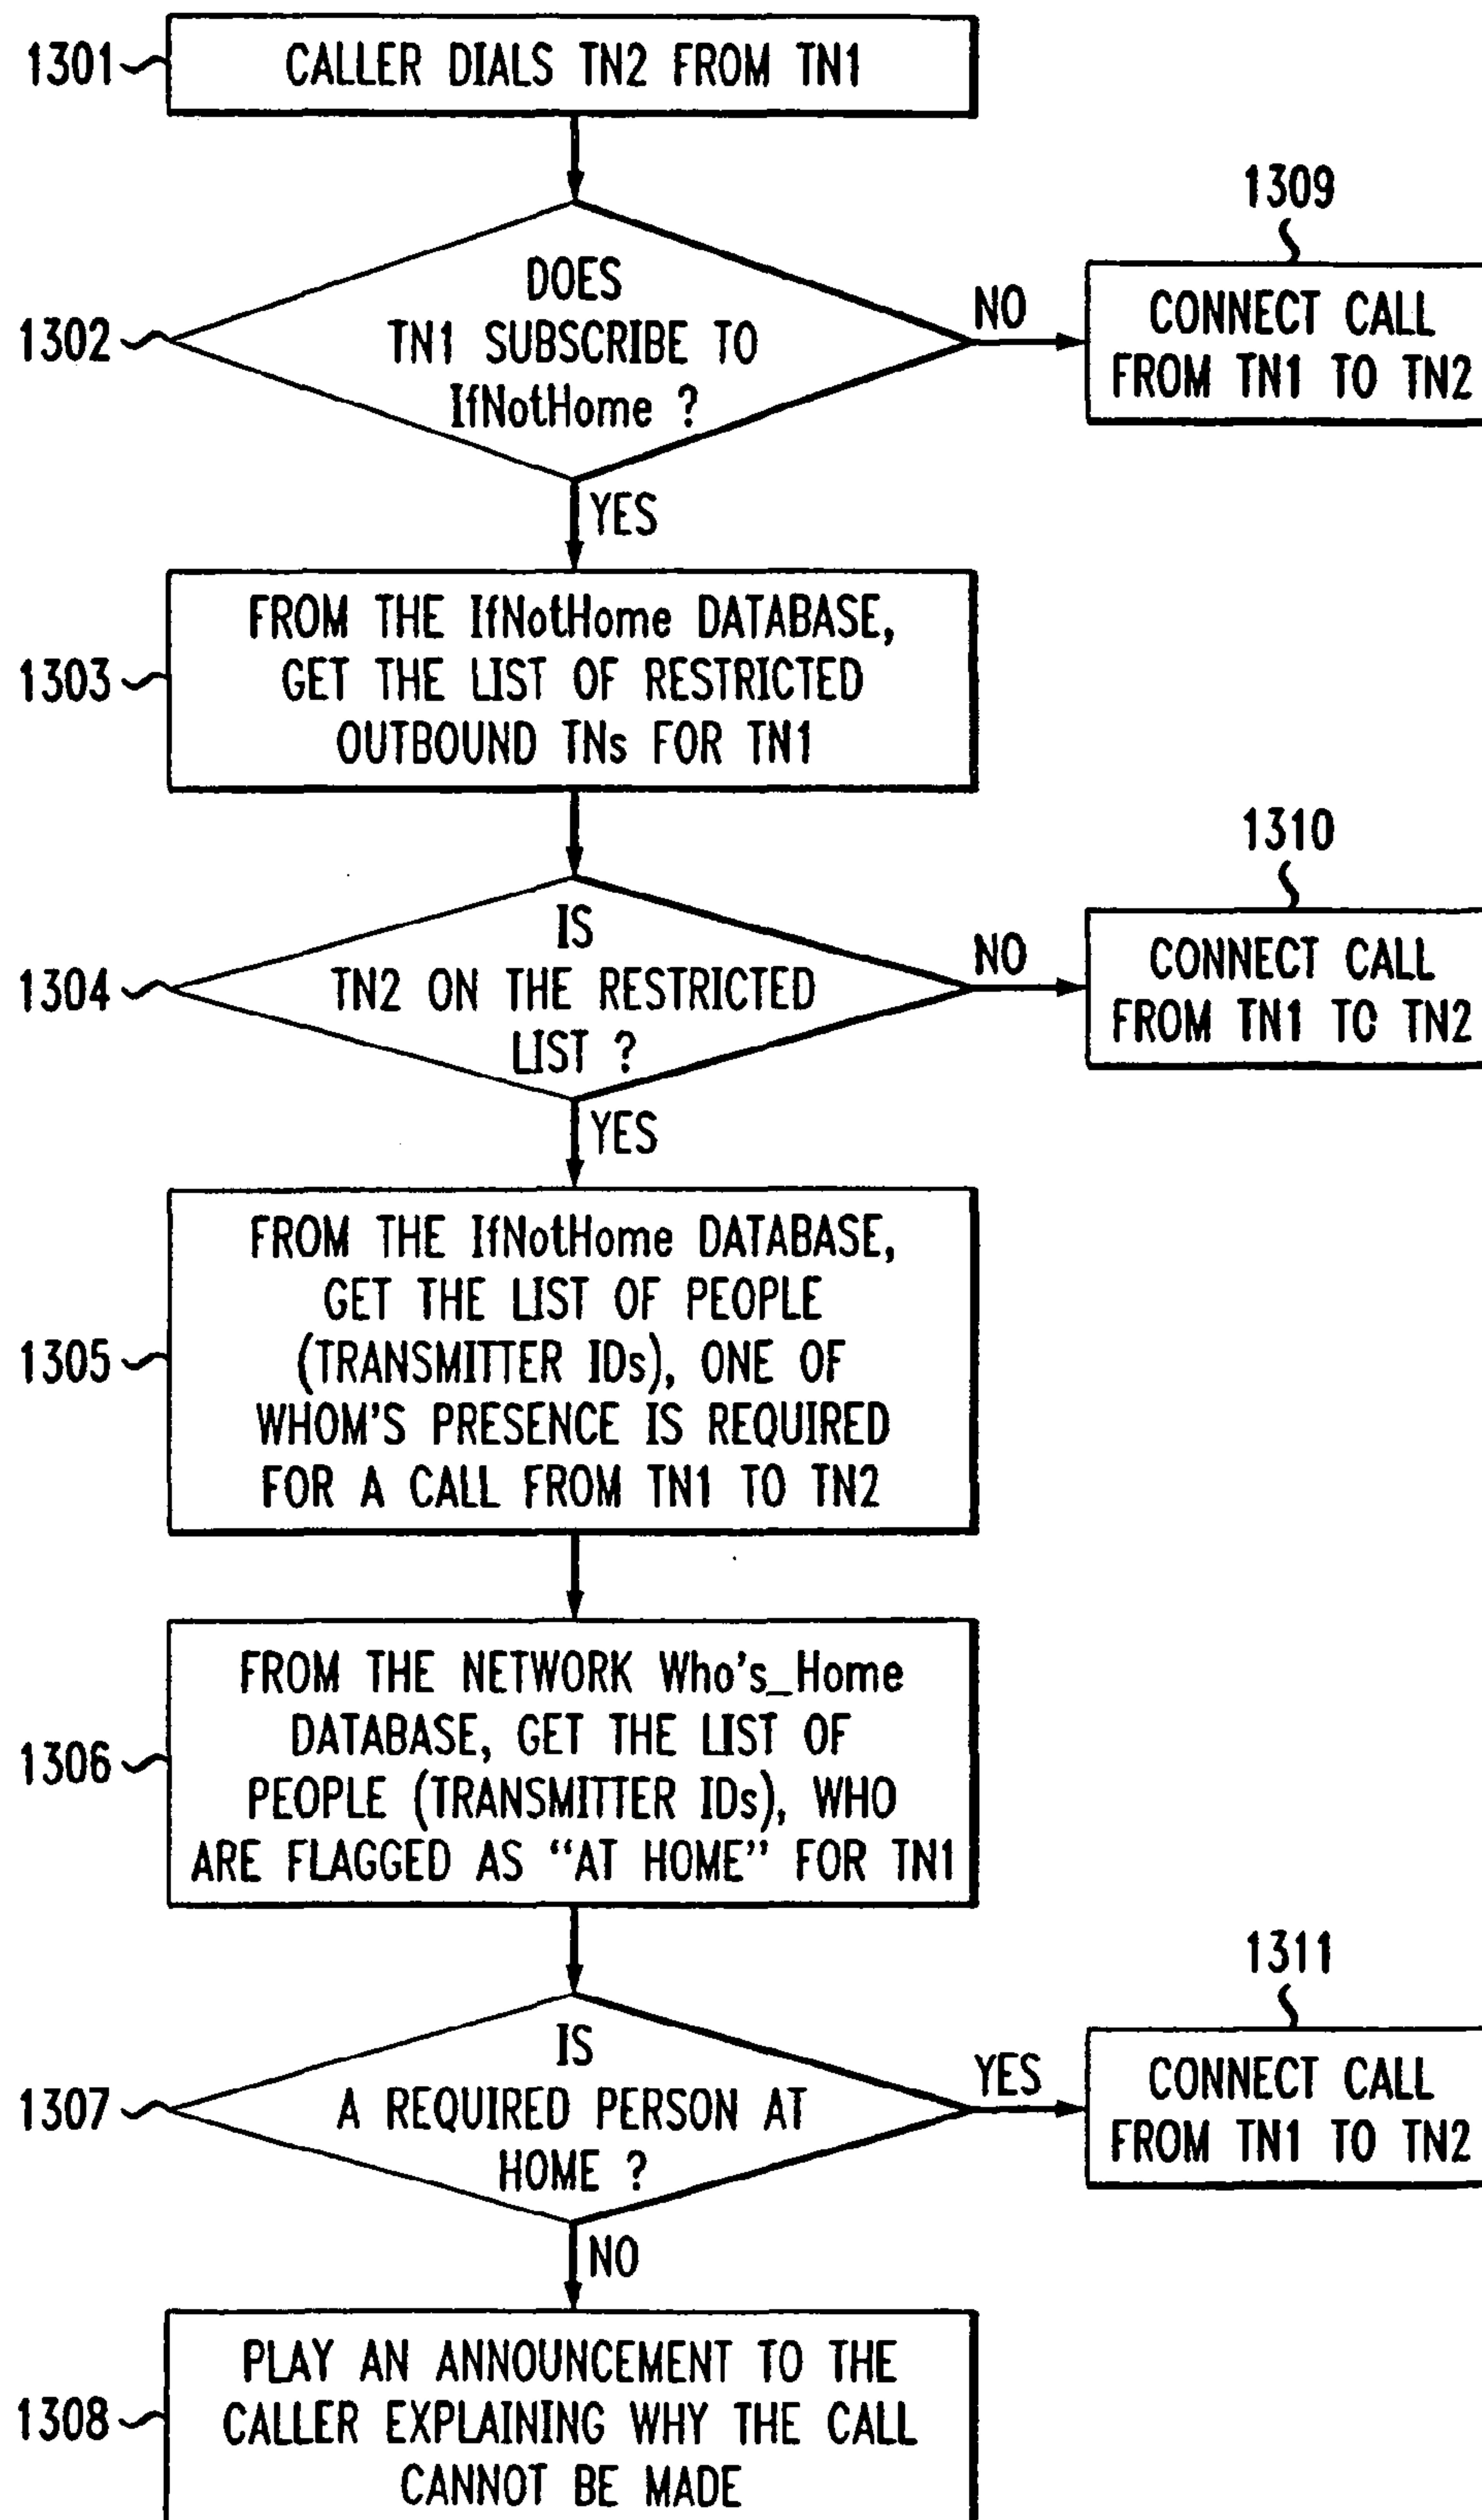 1301
CALLER DIALS TN2 FROM TN1
1309
1302
DOES
TN1 SUBSCRIBE TO
IfNotHome ?
NO
CONNECT CALL
FROM TN1 TO TN2
YES
1303
FROM THE IfNotHome DATABASE,
GET THE LIST OF RESTRICTED
OUTBOUND TNs FOR TN1
1310
1304
IS
TN2 ON THE RESTRICTED
LIST ?
NO
CONNECT CALL
FROM TN1 TO TN2
YES
1305
FROM THE IfNotHome DATABASE,
GET THE LIST OF PEOPLE
(TRANSMITTER IDs), ONE OF
WHOM'S PRESENCE IS REQUIRED
FOR A CALL FROM TN1 TO TN2
1306
FROM THE NETWORK Who's_Home
DATABASE, GET THE LIST OF
PEOPLE (TRANSMITTER IDs), WHO
ARE FLAGGED AS “AT HOME” FOR TN1
1311
1307
IS
A REQUIRED PERSON AT
HOME ?
YES
CONNECT CALL
FROM TN1 TO TN2
NO
1308
PLAY AN ANNOUNCEMENT TO THE
CALLER EXPLAINING WHY THE CALL
CANNOT BE MADE